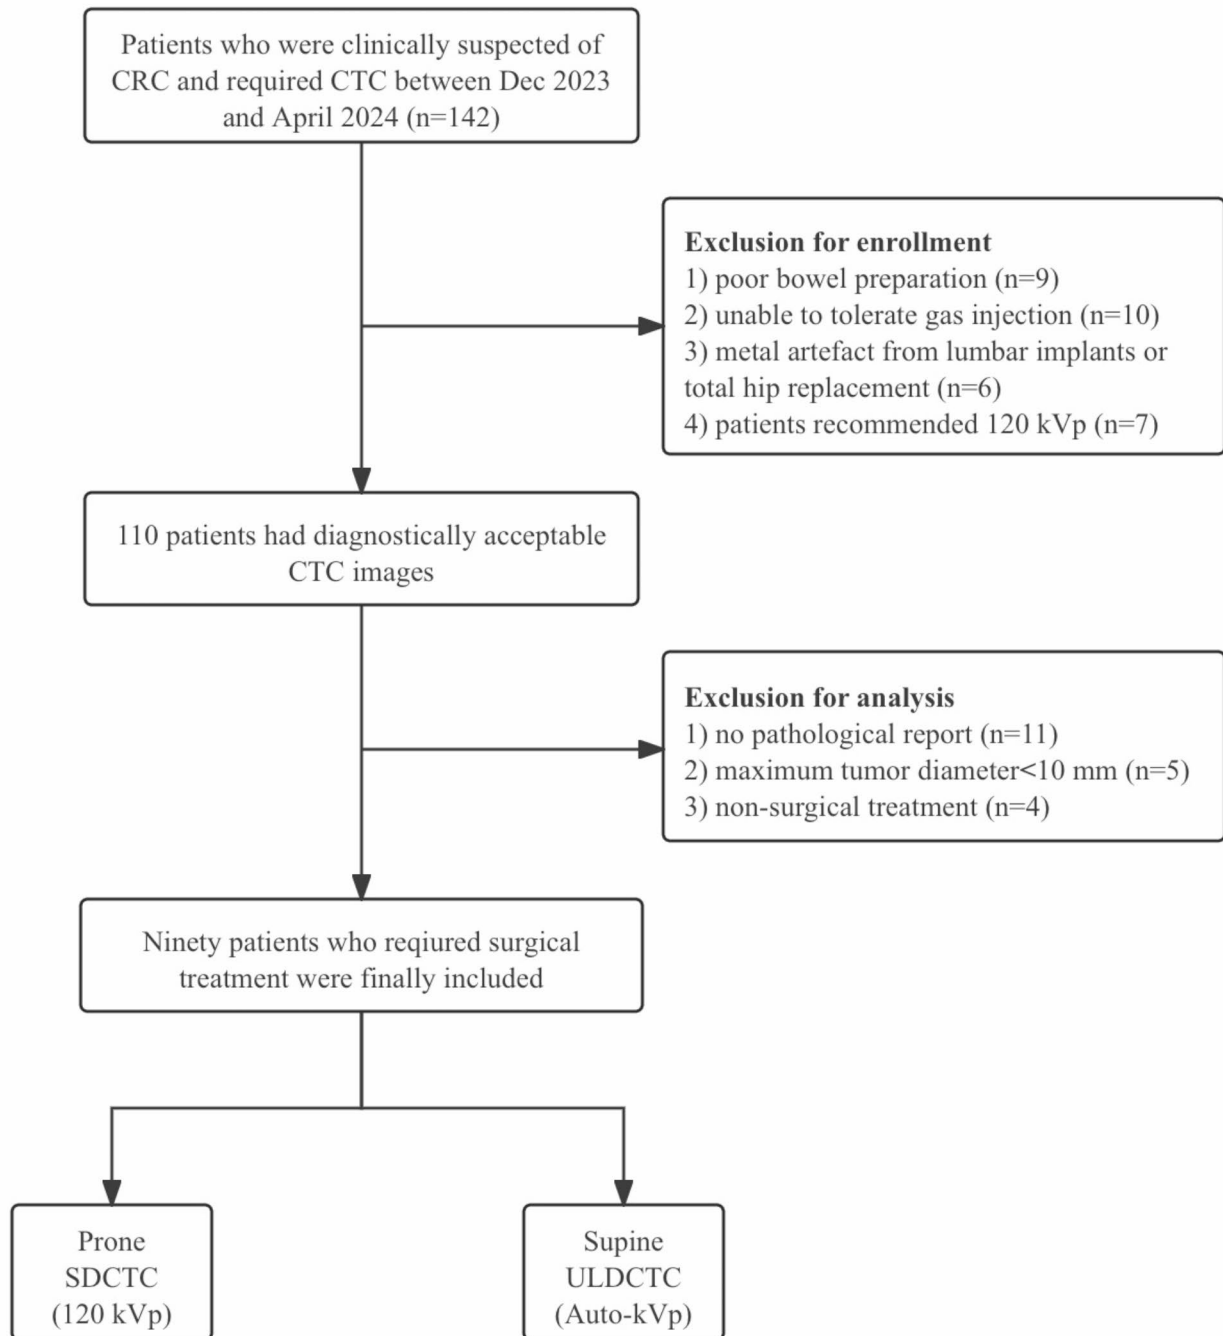 Patients who were clinically suspected of
CRC and required CTC between Dec 2023
and April 2024 (n=142)
Exclusion for enrollment
1) poor bowel preparation (n=9)
2) unable to tolerate gas injection (n=10)
3) metal artefact from lumbar implants or
total hip replacement (n=6)
4) patients recommended 120 kVp (n=7)
110 patients had diagnostically acceptable
CTC images
Exclusion for analysis
1) no pathological report (n=11)
2) maximum tumor diameter<10 mm (n=5)
3) non-surgical treatment (n=4)
Ninety patients who reqiured surgical
treatment were finally included
Prone
SDCTC
(120 kVp)
Supine
ULDCTC
(Auto-kVp)